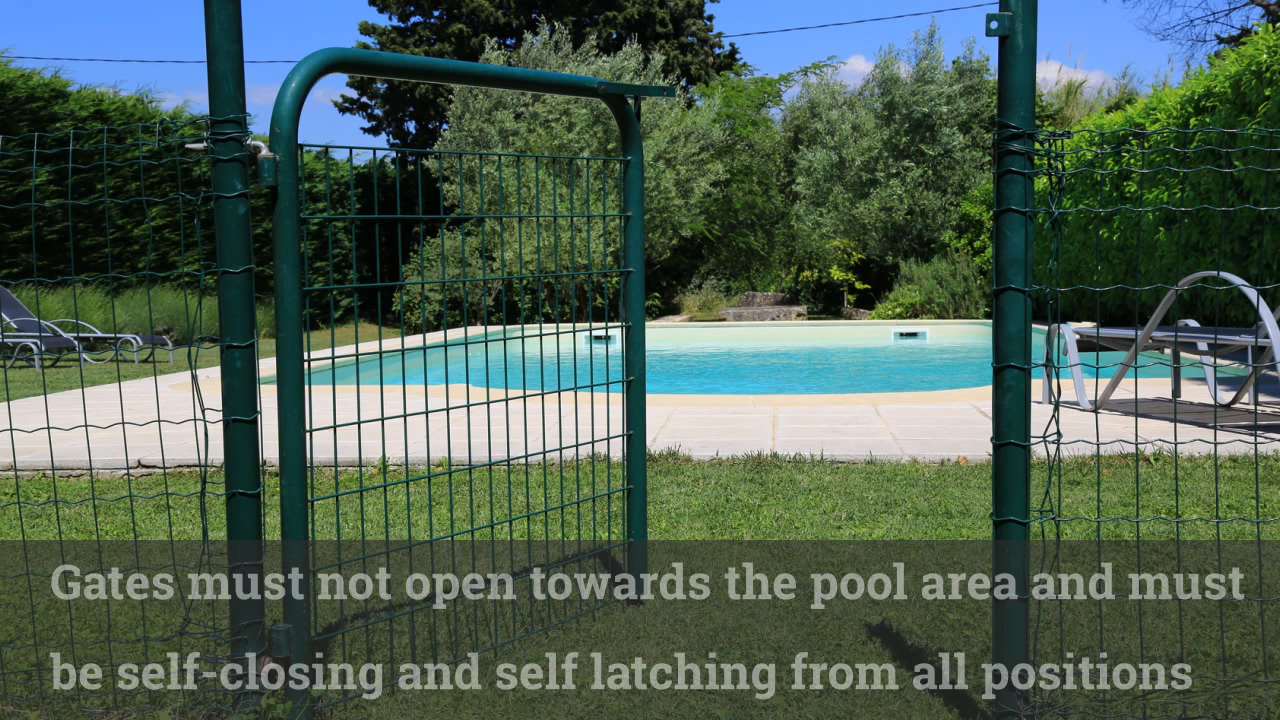 Gates must not open towards the pool area and must
be self-closing and self latching from all positions